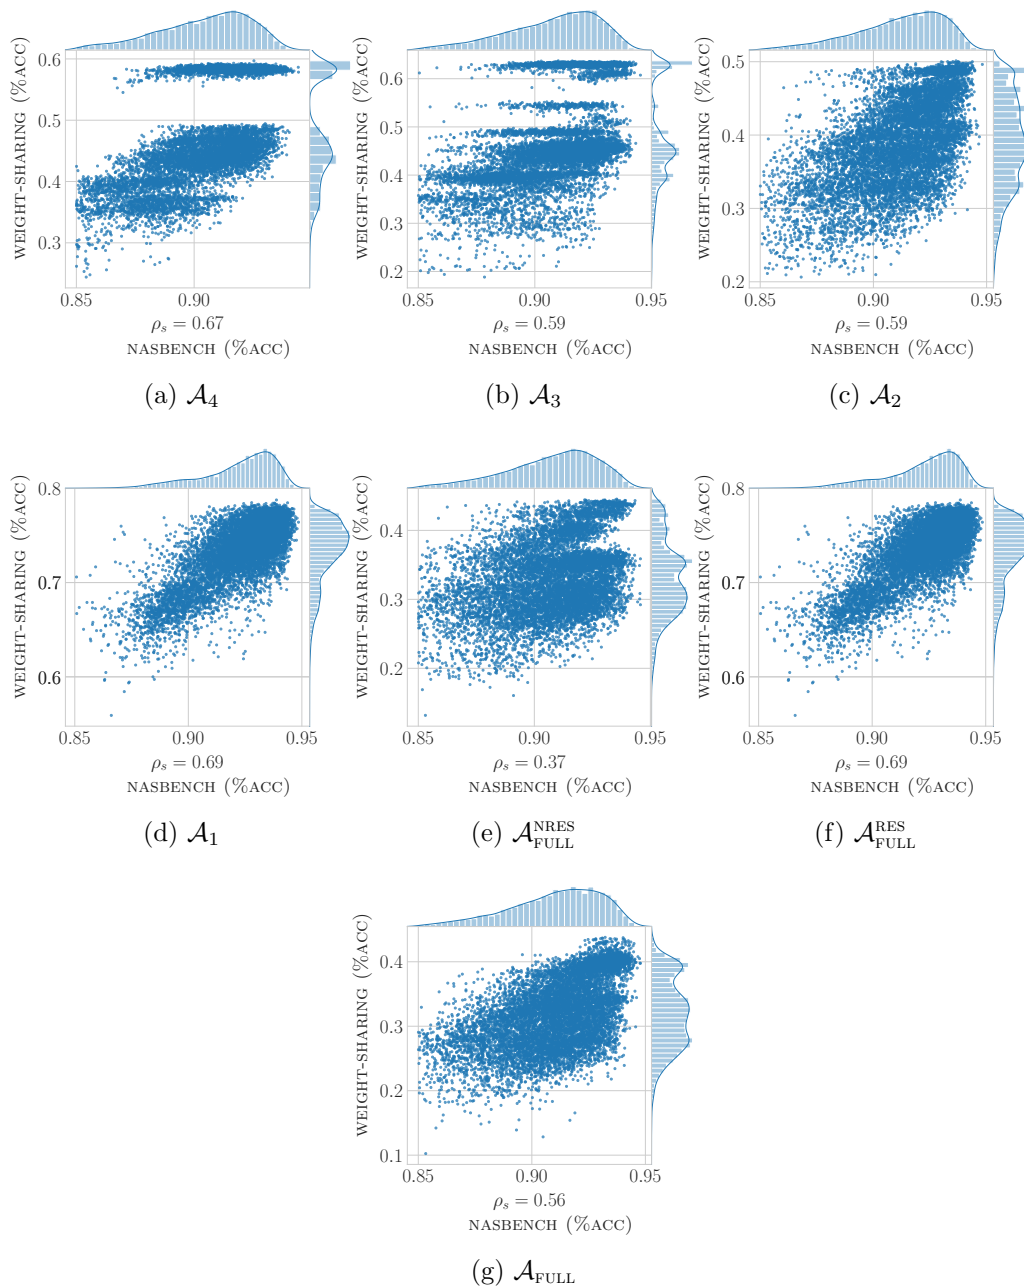 WEIGHT-SHARING (%ACC)
0.6
0.5
0.4
0.3
0.85 0.90
ρs = 0.67
NASBENCH (%ACC)
(a) A4
WEIGHT-SHARING (%ACC)
0.6
0.5
0.4
0.3
0.2
0.85 0.90 0.95
ρs = 0.59
NASBENCH (%ACC)
(b) A3
WEIGHT-SHARING (%ACC)
0.5
0.4
0.3
0.2
0.85 0.90 0.95
ρs = 0.59
NASBENCH (%ACC)
(c) A2
WEIGHT-SHARING (%ACC)
0.8
0.7
0.6
0.85 0.90 0.95
ρs = 0.69
NASBENCH (%ACC)
(d) A1
WEIGHT-SHARING (%ACC)
0.4
0.3
0.2
0.85 0.90 0.95
ρs = 0.37
NASBENCH (%ACC)
(e) A NRES FULL
WEIGHT-SHARING (%ACC)
0.8
0.7
0.6
0.85 0.90 0.95
ρs = 0.69
NASBENCH (%ACC)
(f) A RES FULL
WEIGHT-SHARING (%ACC)
0.4
0.3
0.2
0.1
0.85 0.90 0.95
ρs = 0.56
NASBENCH (%ACC)
(g) A FULL